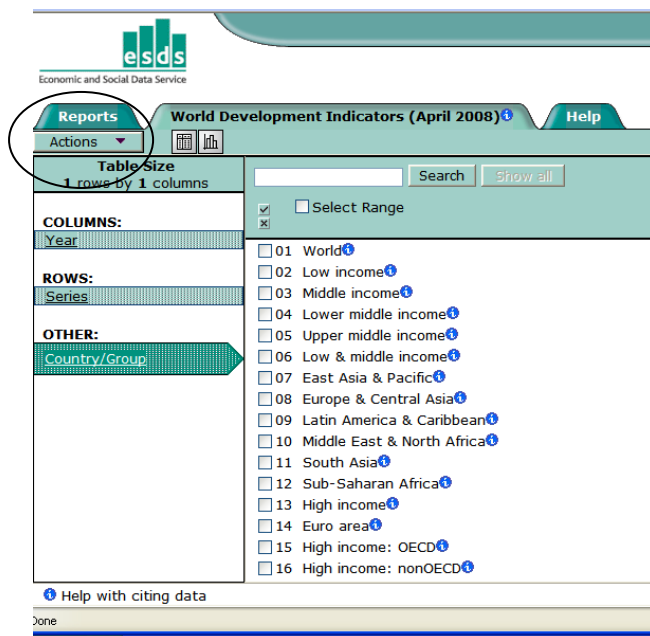 esds
Economic and Social Data Service
Reports
World Development Indicators (April 2008)
Help
Actions
Table Size
1 rows by 1 columns
Search
Show all
Select Range
COLUMNS:
Year
ROWS:
Series
OTHER:
Country/Group
01 World
02 Low income
03 Middle income
04 Lower middle income
05 Upper middle income
06 Low & middle income
07 East Asia & Pacific
08 Europe & Central Asia
09 Latin America & Caribbean
10 Middle East & North Africa
11 South Asia
12 Sub-Saharan Africa
13 High income
14 Euro area
15 High income: OECD
16 High income: nonOECD
Help with citing data
Done